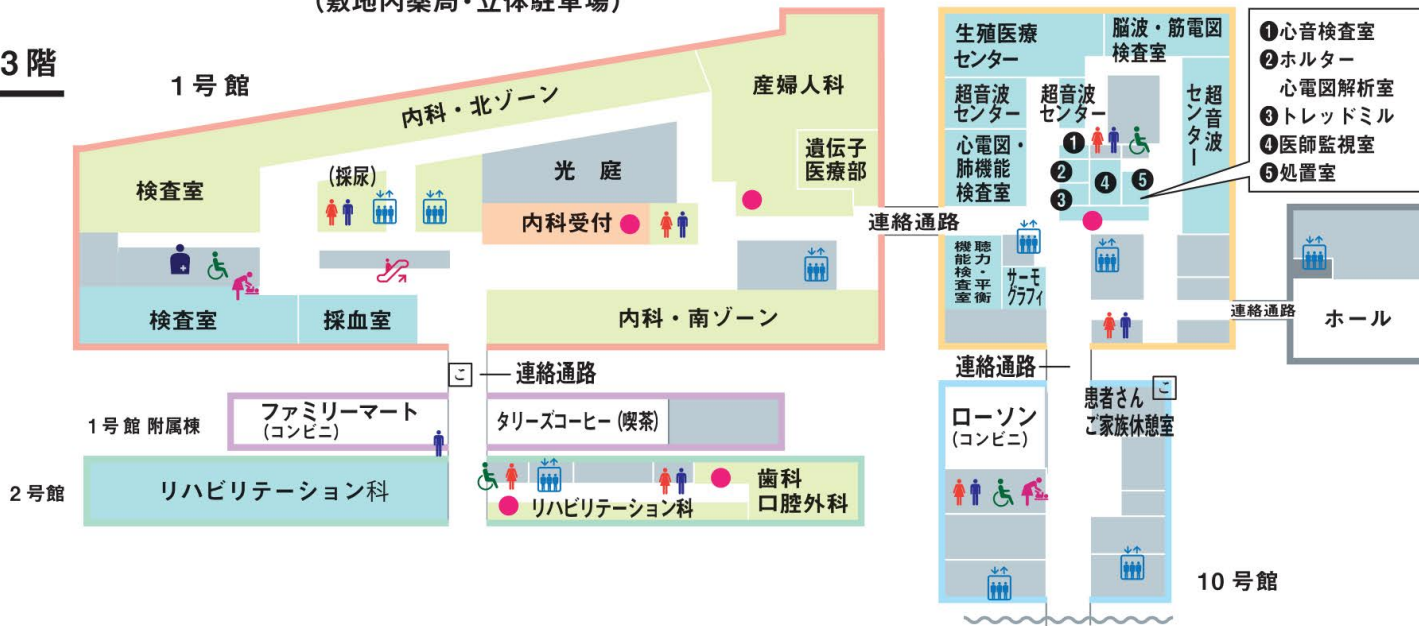 (敷地内薬局・立体駐車場)
3階
1号館
内科・北ゾーン
産婦人科
遺伝子
医療部
検査室
(採尿)
光 庭
内科受付
検査室
採血室
内科・南ゾーン
連絡通路
生殖医療
センター
脳波・筋電図
検査室
超音波
センター
超音波
センター
超音波
センター
心電図・
肺機能
検査室
❶
❷
❸
❹
❺
聴力・平衡
機能検査室
サーモ
グラフィ
❶心音検査室
❷ホルター
心電図解析室
❸トレッドミル
❹医師監視室
❺処置室
連絡通路
ホール
こ
連絡通路
連絡通路
1号館 附属棟
ファミリーマート
(コンビニ)
タリーズコーヒー(喫茶)
2号館
リハビリテーション科
リハビリテーション科
歯科
口腔外科
ローソン
(コンビニ)
こ
患者さん
ご家族休憩室
10号館